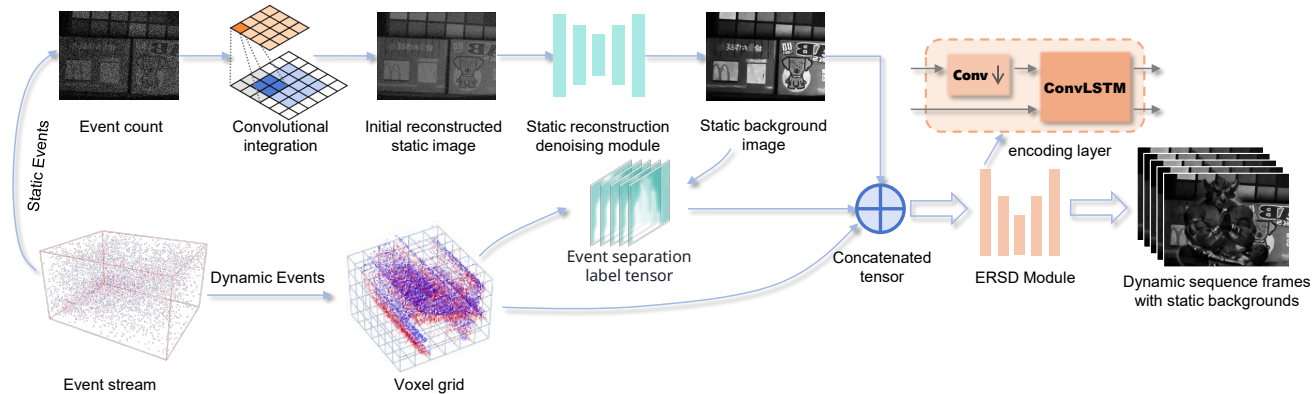 Event count
Convolutional
integration
Initial reconstructed
static image
Static reconstruction
denoising module
Static background
image
Conv
ConvLSTM
encoding layer
Static Events
Dynamic Events
Event separation
label tensor
Concatenated
tensor
ERSD Module
Dynamic sequence frames
with static backgrounds
Event stream
Voxel grid